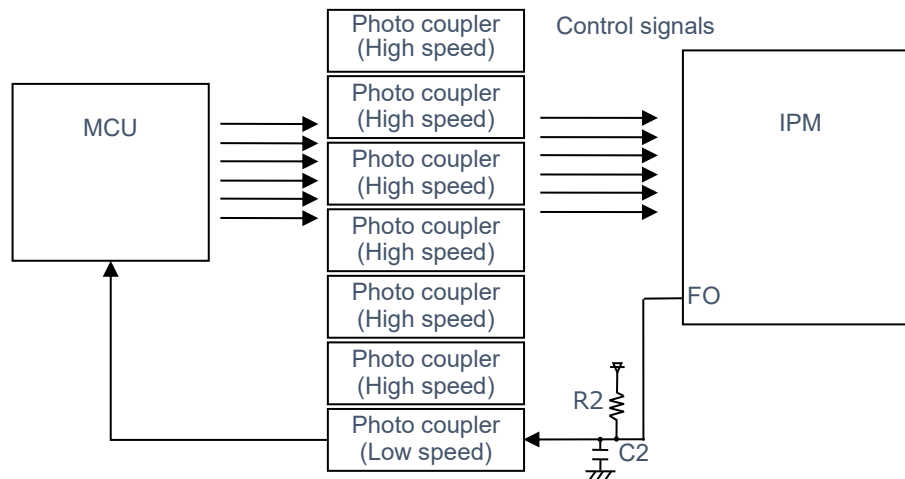 Photo coupler
(High speed)
Control signals
MCU
Photo coupler
(High speed)
IPM
Photo coupler
(High speed)
Photo coupler
(High speed)
Photo coupler
(High speed)
FO
Photo coupler
(High speed)
R2
Photo coupler
(Low speed)
C2